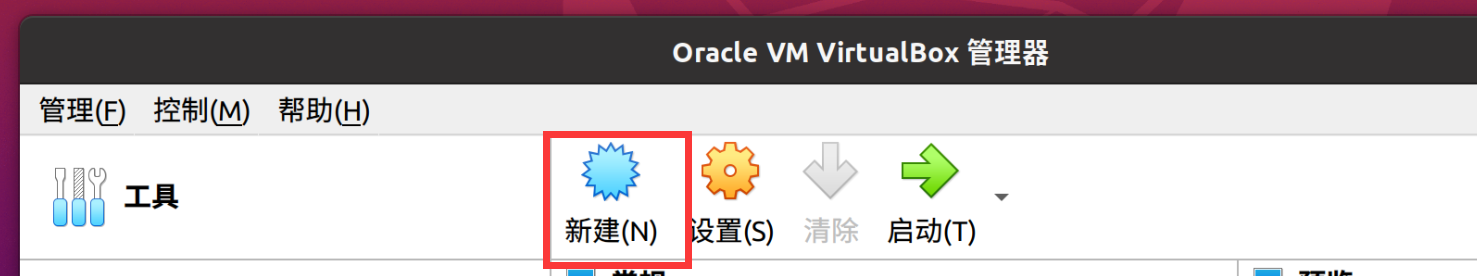 Oracle VM VirtualBox 管理器
管理(F) 控制(M) 帮助(H)
工具
新建(N) 设置(S) 清除 启动(T)